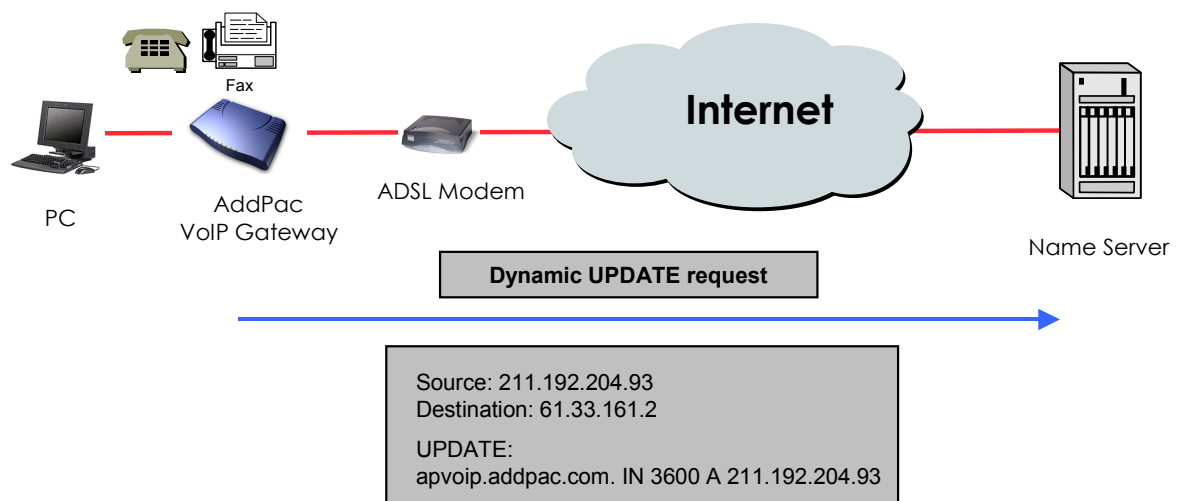 Fax
Internet
PC
AddPac
VoIP Gateway
ADSL Modem
Name Server
Dynamic UPDATE request
Source: 211.192.204.93
Destination: 61.33.161.2
UPDATE:
apvoip.addpac.com. IN 3600 A 211.192.204.93